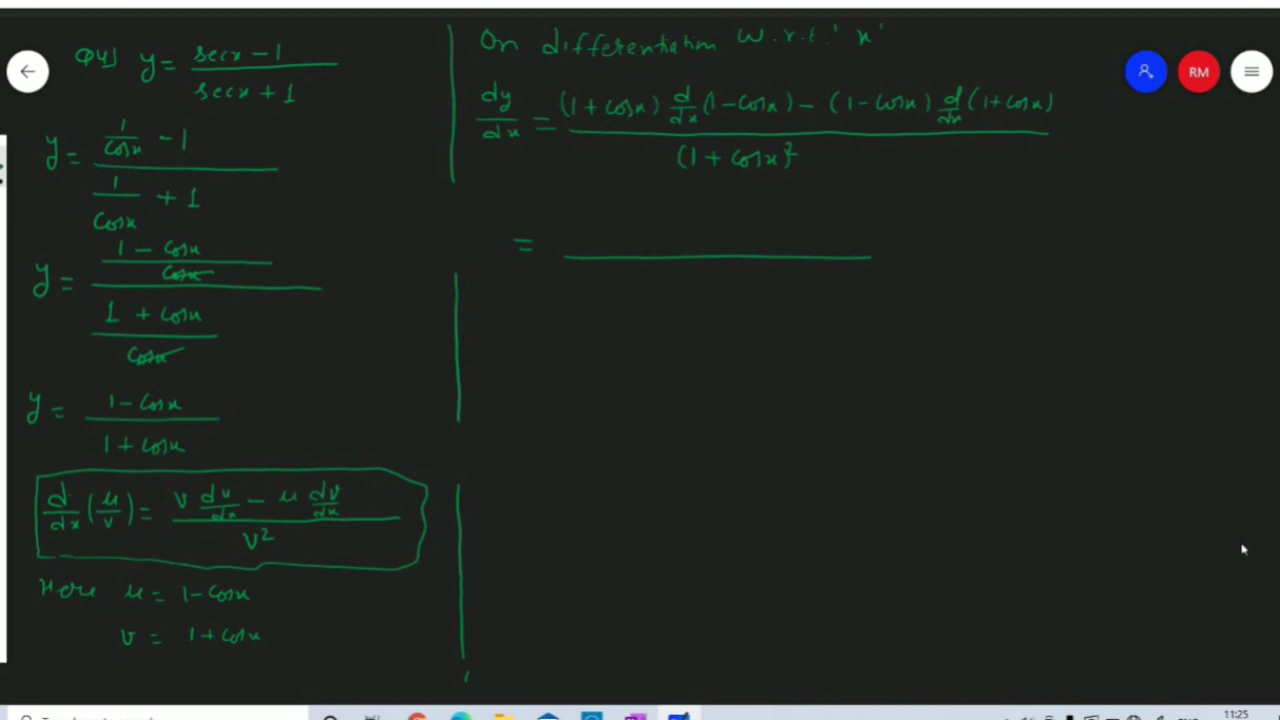 Q4) y = secx - 1 / secx + 1
y = 1/cosx - 1 / 1/cosx + 1
y = 1 - cosx / cosx / 1 + cosx / cosx
y = 1 - cosx / 1 + cosx
d/dx (u/v) = v du/dx - u dv/dx / v²
Here u = 1 - cosx
v = 1 + cosx
On differentiation w.r.t. 'x'
dy/dx = (1 + cosx) d/dx (1 - cosx) - (1 - cosx) d/dx (1 + cosx) / (1 + cosx)²
=
RM
11:25